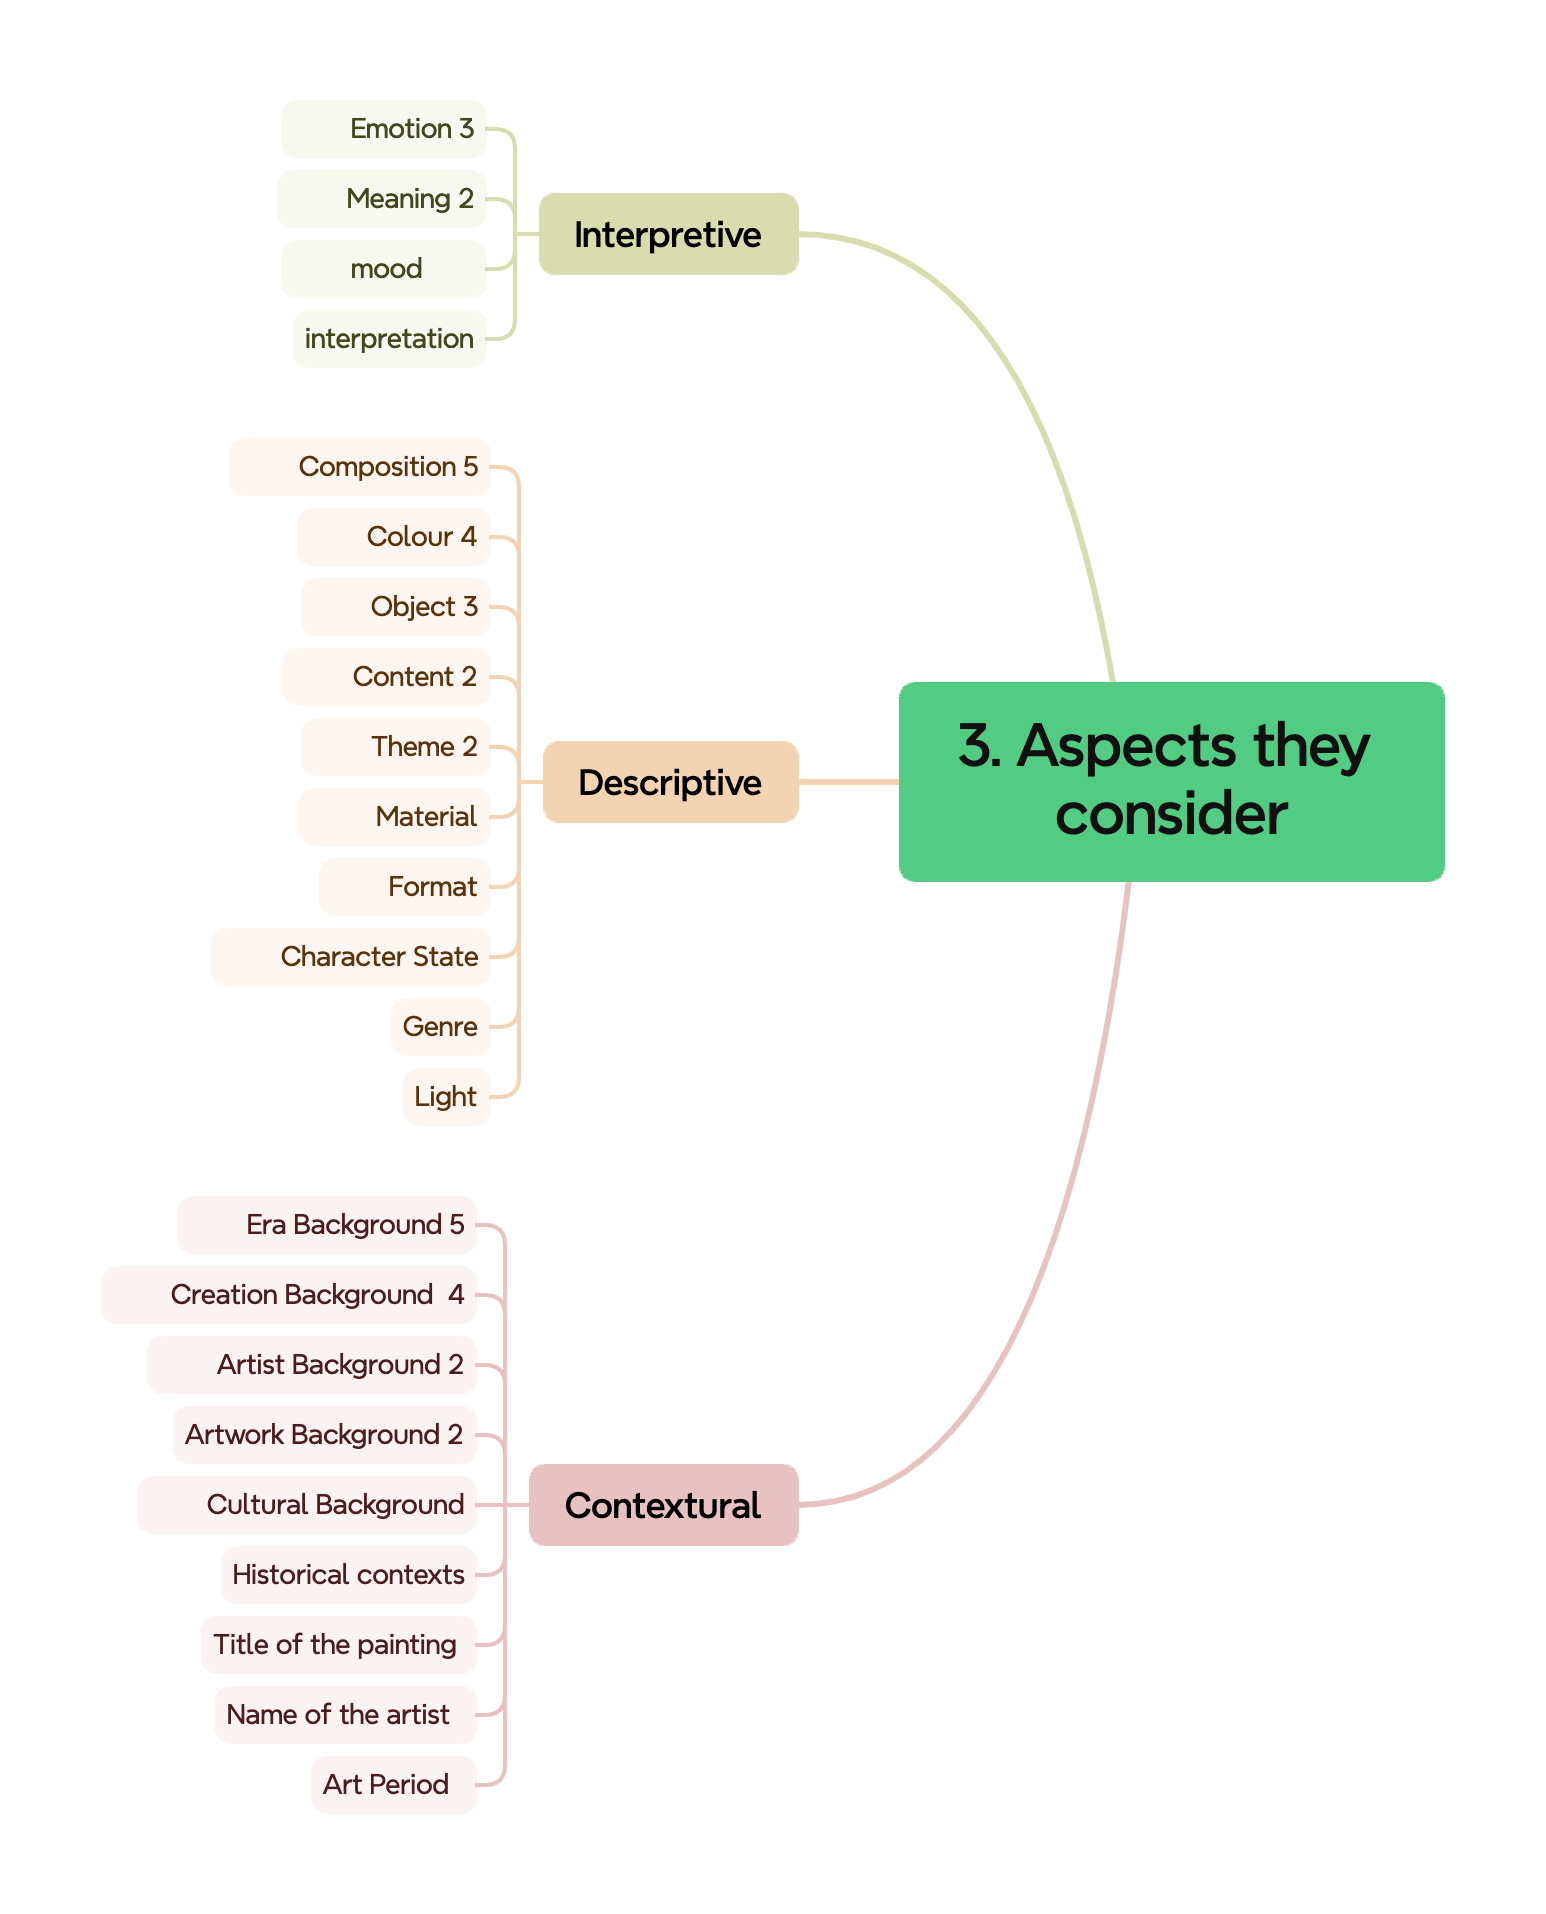 Emotion 3
Meaning 2
mood
interpretation
Interpretive
Composition 5
Colour 4
Object 3
Content 2
Theme 2
Material
Format
Character State
Genre
Light
Descriptive
3. Aspects they
consider
Era Background 5
Creation Background  4
Artist Background 2
Artwork Background 2
Cultural Background
Historical contexts
Title of the painting
Name of the artist
Art Period
Contextural